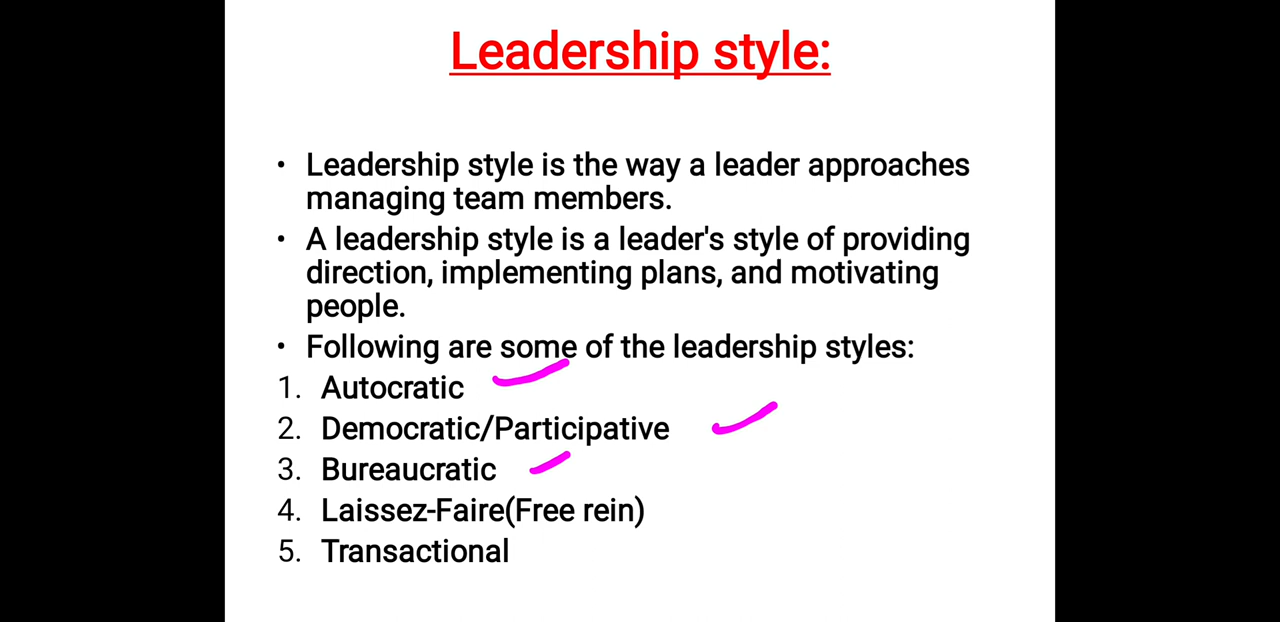 Leadership style:
• Leadership style is the way a leader approaches
managing team members.
• A leadership style is a leader's style of providing
direction, implementing plans, and motivating
people.
• Following are some of the leadership styles:
1. Autocratic
2. Democratic/Participative
3. Bureaucratic
4. Laissez-Faire(Free rein)
5. Transactional